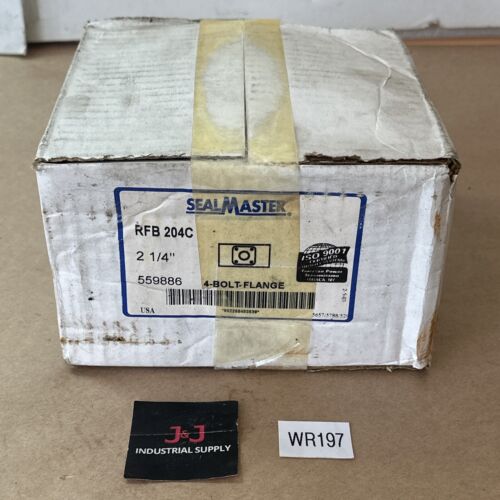 SEALMASTER®
RFB 204C
2 1/4"
559886
4-BOLT-FLANGE
ISO 9001
USA
J&J
INDUSTRIAL SUPPLY
WR197